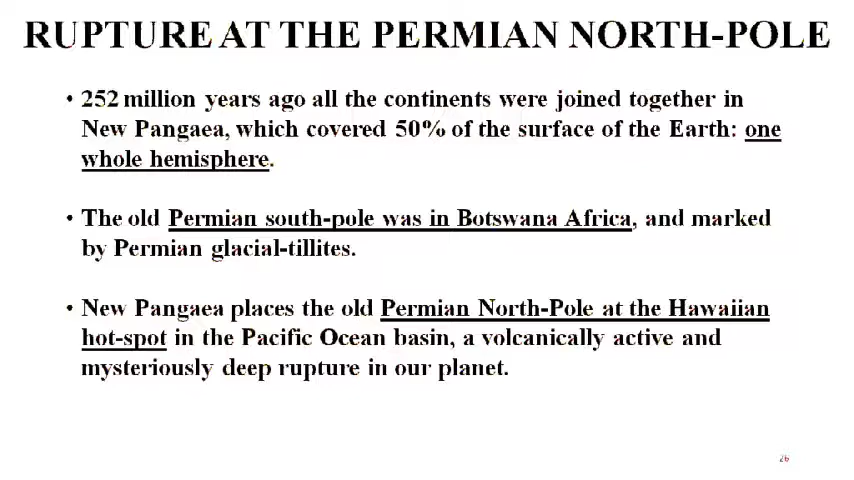 RUPTURE AT THE PERMIAN NORTH-POLE
• 252 million years ago all the continents were joined together in
New Pangaea, which covered 50% of the surface of the Earth: one
whole hemisphere.
• The old Permian south-pole was in Botswana Africa, and marked
by Permian glacial-tillites.
• New Pangaea places the old Permian North-Pole at the Hawaiian
hot-spot in the Pacific Ocean basin, a volcanically active and
mysteriously deep rupture in our planet.
26